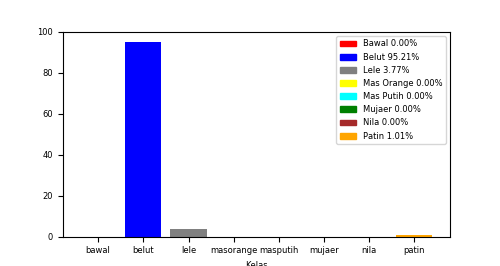 100
80
60
40
20
0
Bawal 0.00%
Belut 95.21%
Lele 3.77%
Mas Orange 0.00%
Mas Putih 0.00%
Mujaer 0.00%
Nila 0.00%
Patin 1.01%
bawal belut lele masorange masputih mujaer nila patin
Kelas